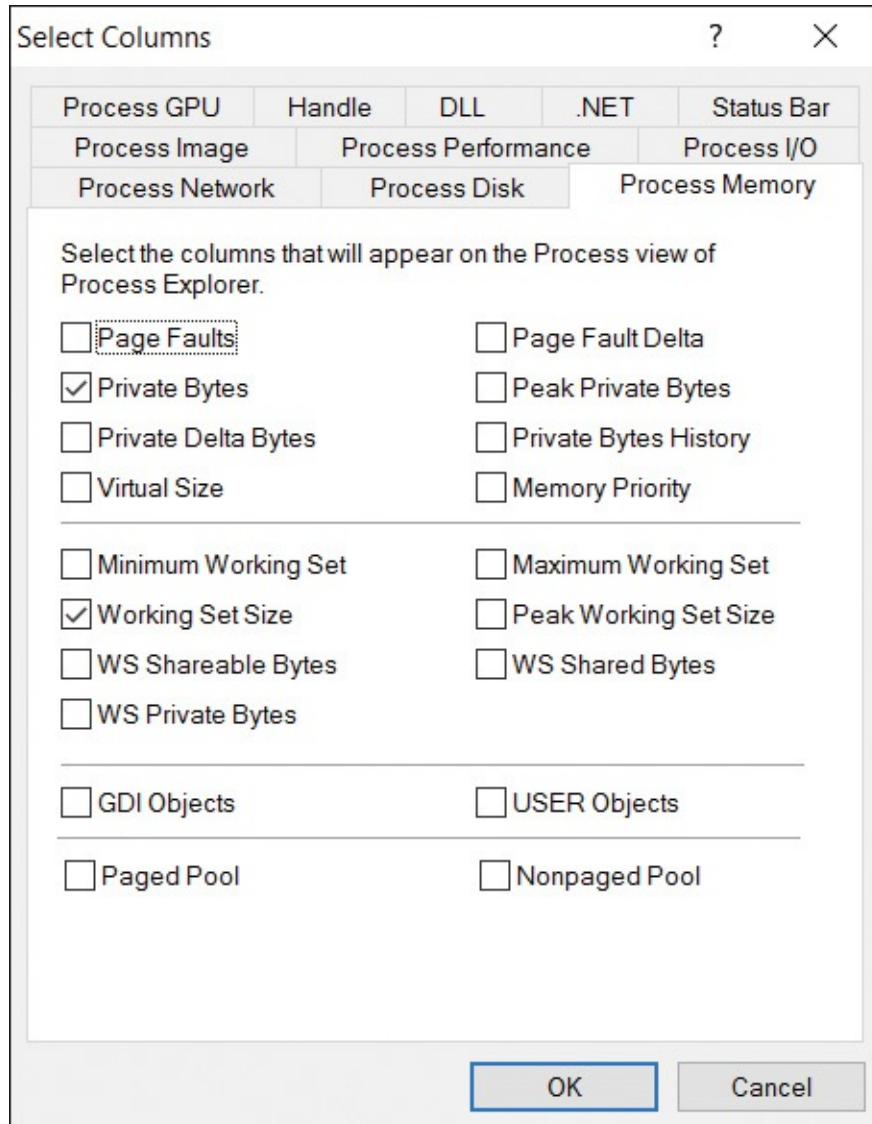 Select Columns ? X
Process GPU Handle DLL .NET Status Bar
Process Image Process Performance Process I/O
Process Network Process Disk Process Memory
Select the columns that will appear on the Process view of
Process Explorer.
Page Faults Page Fault Delta
Private Bytes Peak Private Bytes
Private Delta Bytes Private Bytes History
Virtual Size Memory Priority
Minimum Working Set Maximum Working Set
Working Set Size Peak Working Set Size
WS Shareable Bytes WS Shared Bytes
WS Private Bytes
GDI Objects USER Objects
Paged Pool Nonpaged Pool
OK Cancel